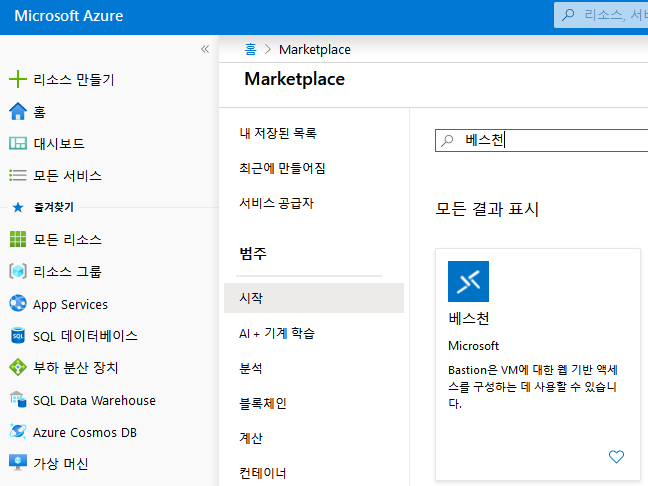 Microsoft Azure
리소스, 서비
홈 > Marketplace
Marketplace
리소스 만들기
홈
대시보드
모든 서비스
즐겨찾기
모든 리소스
리소스 그룹
App Services
SQL 데이터베이스
부하 분산 장치
SQL Data Warehouse
Azure Cosmos DB
가상 머신
내 저장된 목록
최근에 만들어짐
서비스 공급자
범주
시작
AI + 기계 학습
분석
블록체인
계산
컨테이너
베스천
모든 결과 표시
베스천
Microsoft
Bastion은 VM에 대한 웹 기반 액세
스를 구성하는 데 사용할 수 있습니
다.